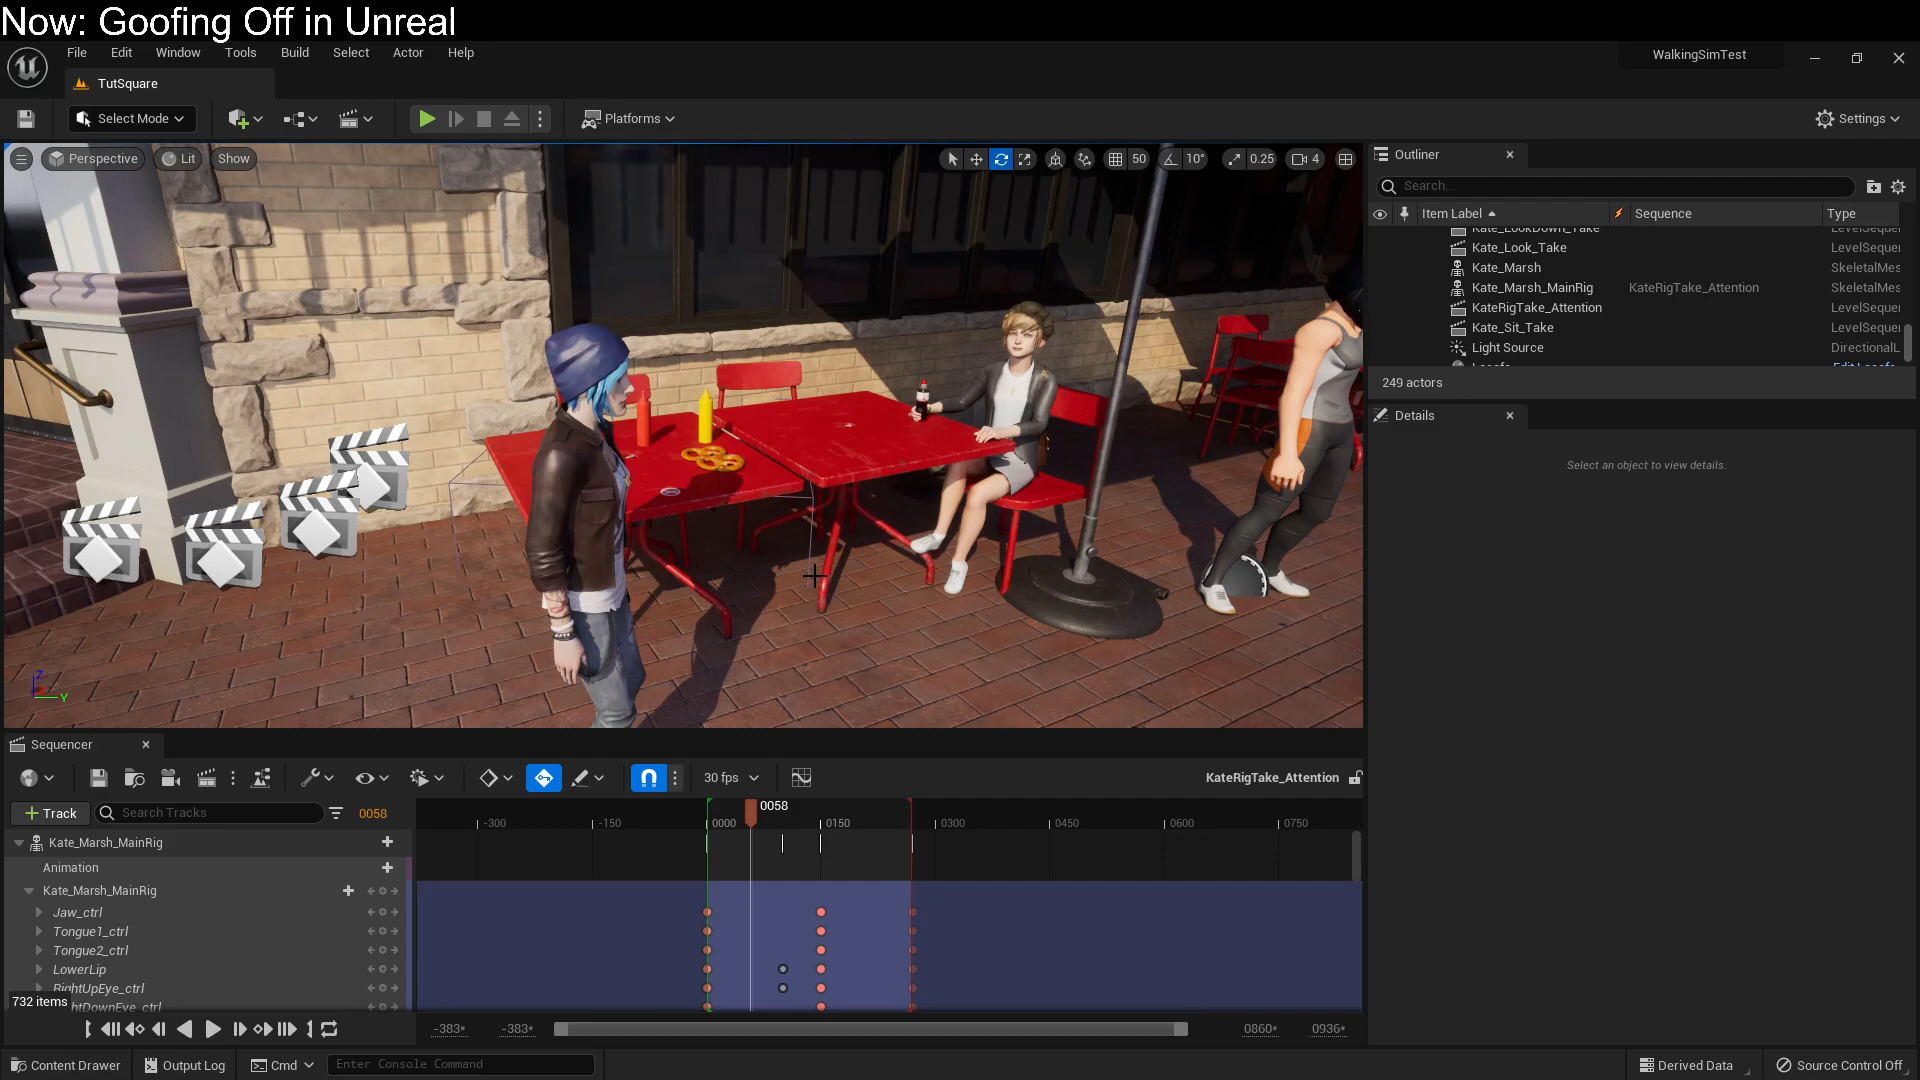 Now: Goofing Off in Unreal
File Edit Window Tools Build Select Actor Help
WalkingSimTest
TutSquare
Select Mode
Platforms
Settings
Perspective Lit Show
50 10° 0.25 4
Outliner
Search...
Item Label Sequence Type
Kate_LookDown_Take LevelSequer
Kate_Look_Take LevelSequer
Kate_Marsh SkeletalMes
Kate_Marsh_MainRig KateRigTake_Attention SkeletalMes
KateRigTake_Attention LevelSequer
Kate_Sit_Take LevelSequer
Light Source DirectionalL
249 actors
Details
Select an object to view details.
Z
Y
Sequencer
30 fps
KateRigTake_Attention
+ Track
Search Tracks
0058
0058
-300 -150 0000 0150 0300 0450 0600 0750
Kate_Marsh_MainRig
Animation
Kate_Marsh_MainRig
Jaw_ctrl
Tongue1_ctrl
Tongue2_ctrl
LowerLip
RightUpEye_ctrl
732 items
htDownEye_ctrl
-383* -383* 0860* 0936*
Content Drawer
Output Log
Cmd
Enter Console Command
Derived Data
Source Control Off